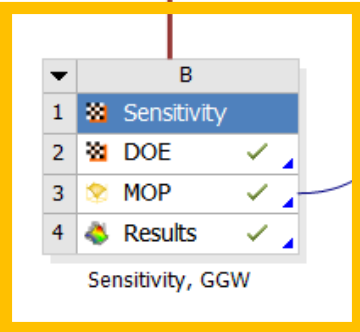 B
1 Sensitivity
2 DOE
3 MOP
4 Results
Sensitivity, GGW